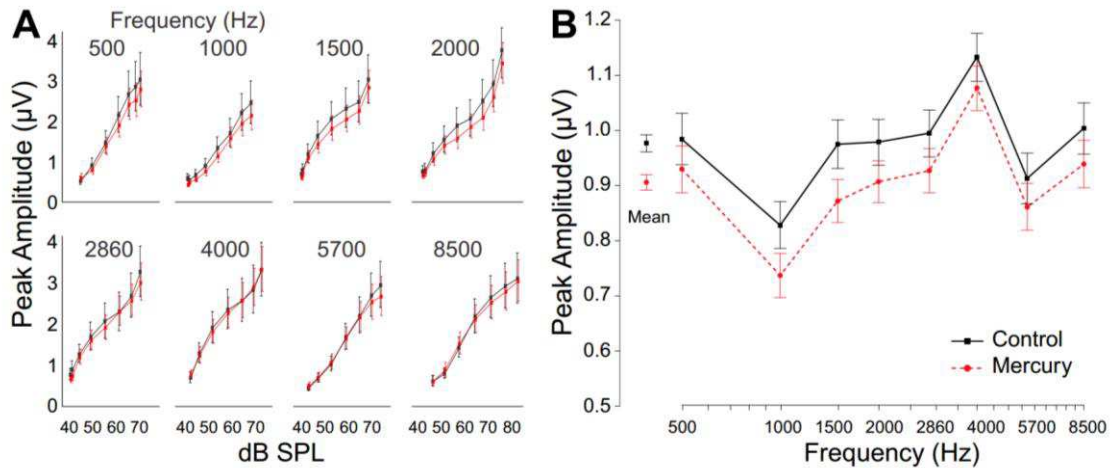 A
Frequency (Hz)
500 1000 1500 2000
4
3
2
1
0
Peak Amplitude (µV)
2860 4000 5700 8500
4
3
2
1
0
40 50 60 70 40 50 60 70 40 50 60 70 40 50 60 70 80
dB SPL
B
1.2
1.1
1.0
0.9
0.8
0.7
0.6
0.5
Peak Amplitude (µV)
Mean
Control
Mercury
500 1000 1500 2000 2860 4000 5700 8500
Frequency (Hz)